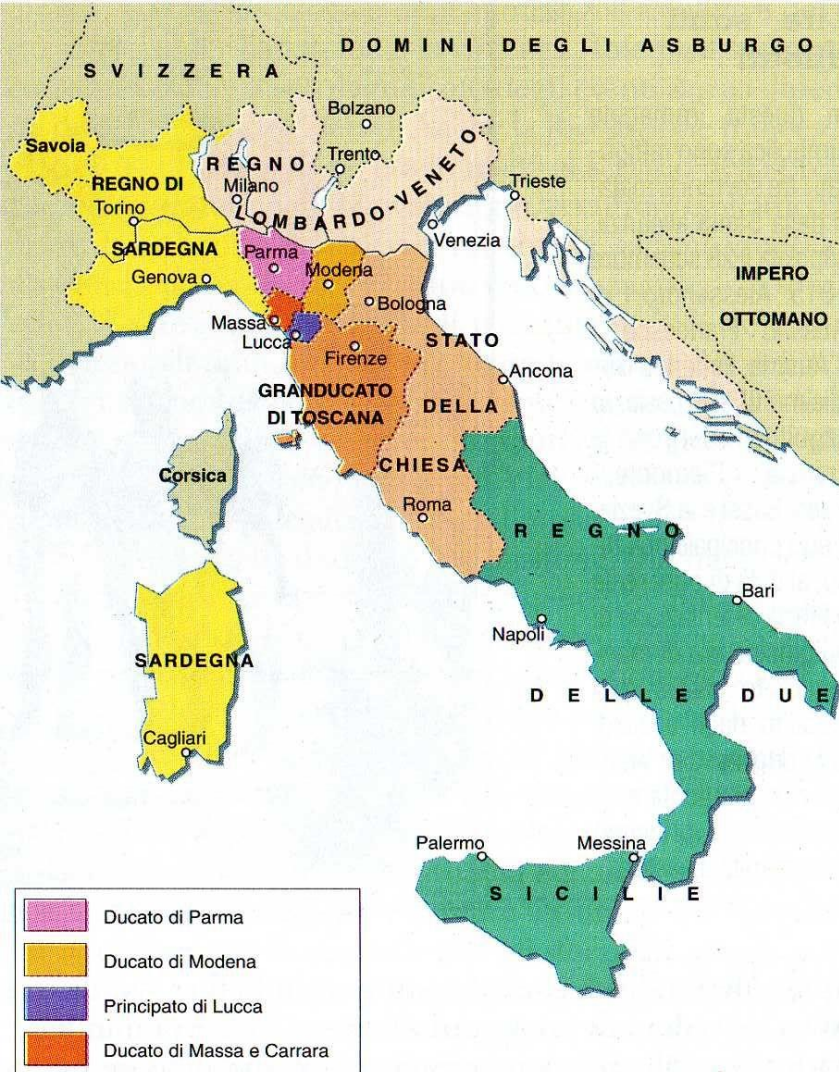 DOMINI DEGLI ASBURGO
SVIZZERA
Bolzano
Savoia
Trento
REGNO
REGNO DI
Milano
LOMBARDO-VENETO
Trieste
Torino
SARDEGNA
Venezia
Parma
Genova
Modena
IMPERO
Bologna
OTTOMANO
Massa
Lucca
STATO
Firenze
Ancona
GRANDUCATO
DI TOSCANA
DELLA
CHIESA
Corsica
Roma
REGNO
Bari
Napoli
SARDEGNA
DELLE DUE
Cagliari
Palermo
Messina
SICILIE
Ducato di Parma
Ducato di Modena
Principato di Lucca
Ducato di Massa e Carrara